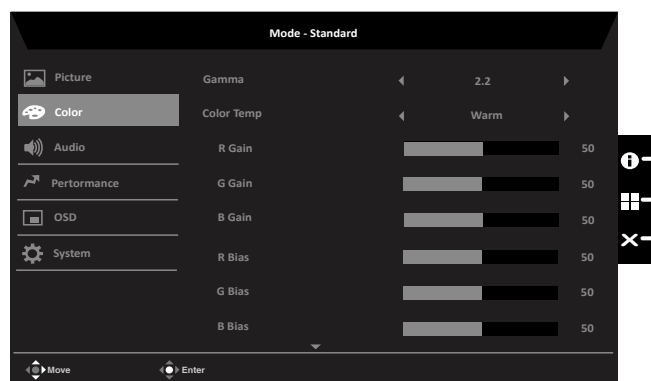 Mode - Standard
Picture
Gamma 2.2
Color
Color Temp Warm
Audio
R Gain 50
Pertormance
G Gain 50
OSD
B Gain 50
System
R Bias 50
G Bias 50
B Bias 50
Move Enter